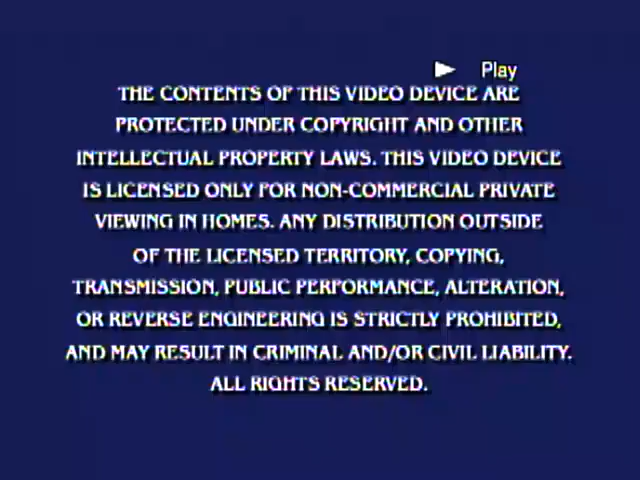 Play
THE CONTENTS OF THIS VIDEO DEVICE ARE
PROTECTED UNDER COPYRIGHT AND OTHER
INTELLECTUAL PROPERTY LAWS. THIS VIDEO DEVICE
IS LICENSED ONLY FOR NON-COMMERCIAL PRIVATE
VIEWING IN HOMES. ANY DISTRIBUTION OUTSIDE
OF THE LICENSED TERRITORY, COPYING,
TRANSMISSION, PUBLIC PERFORMANCE, ALTERATION,
OR REVERSE ENGINEERING IS STRICTLY PROHIBITED,
AND MAY RESULT IN CRIMINAL AND/OR CIVIL LIABILITY.
ALL RIGHTS RESERVED.